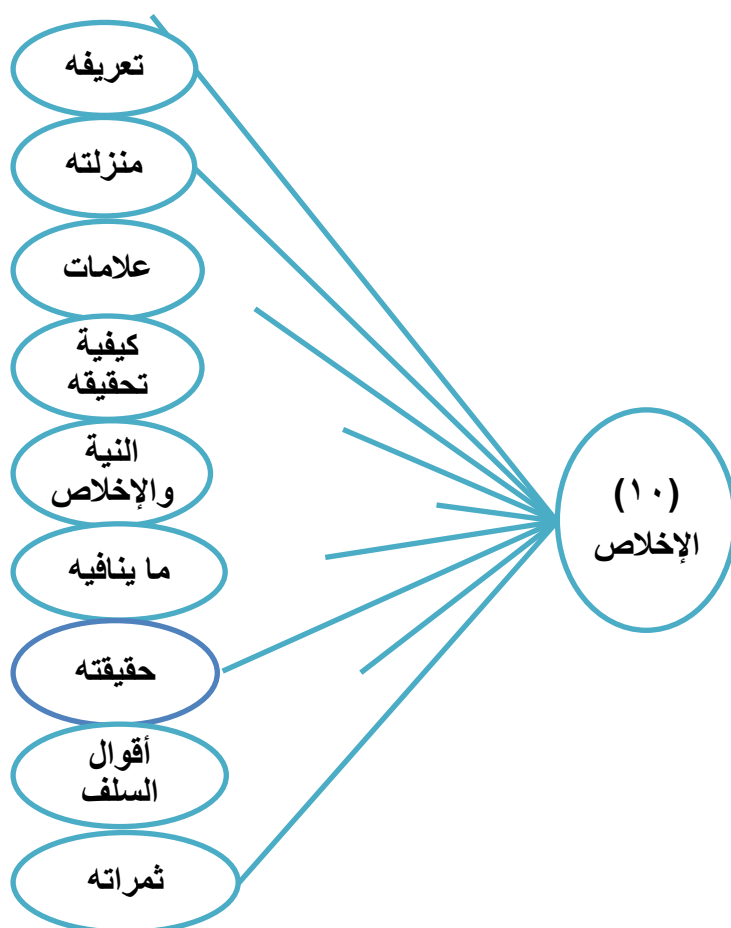 (١٠)
الإخلاص
تعريفه
منزلته
علامات
كيفية
تحقيقه
النية
والإخلاص
ما ينافيه
حقيقته
أقوال
السلف
ثمراته